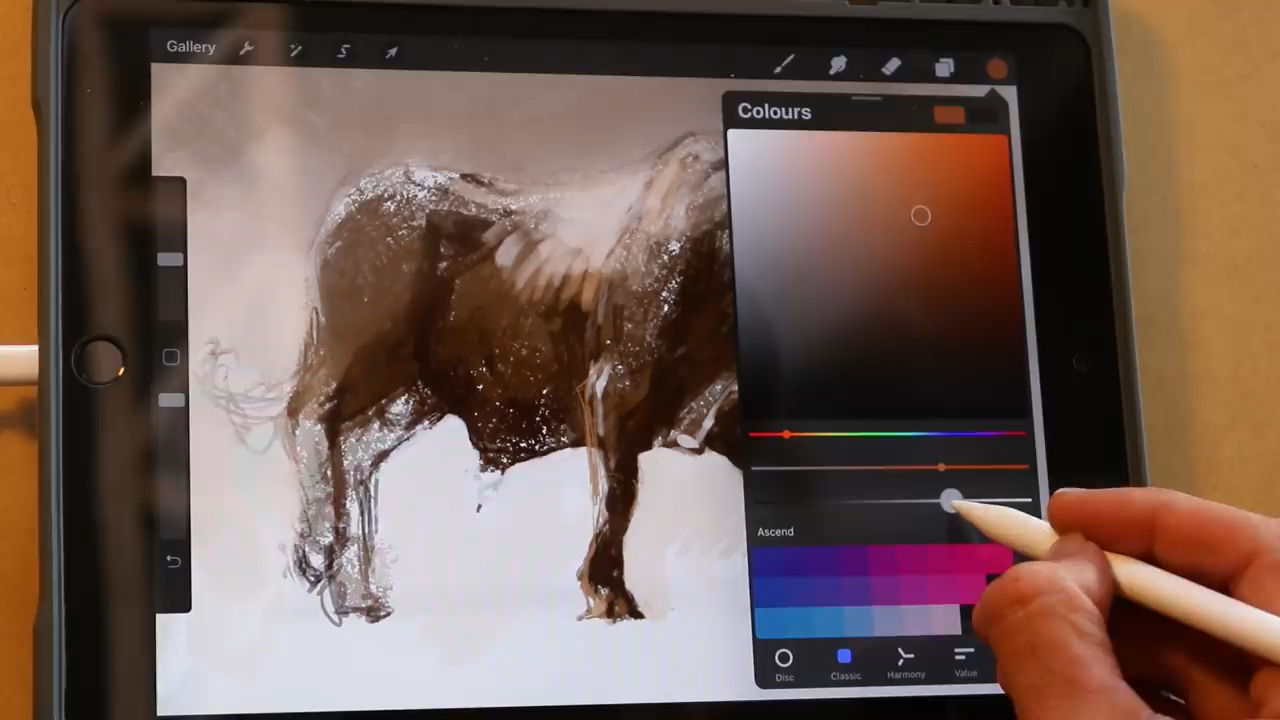 Gallery
Colours
Ascend
Disc
Classic
Harmony
Value